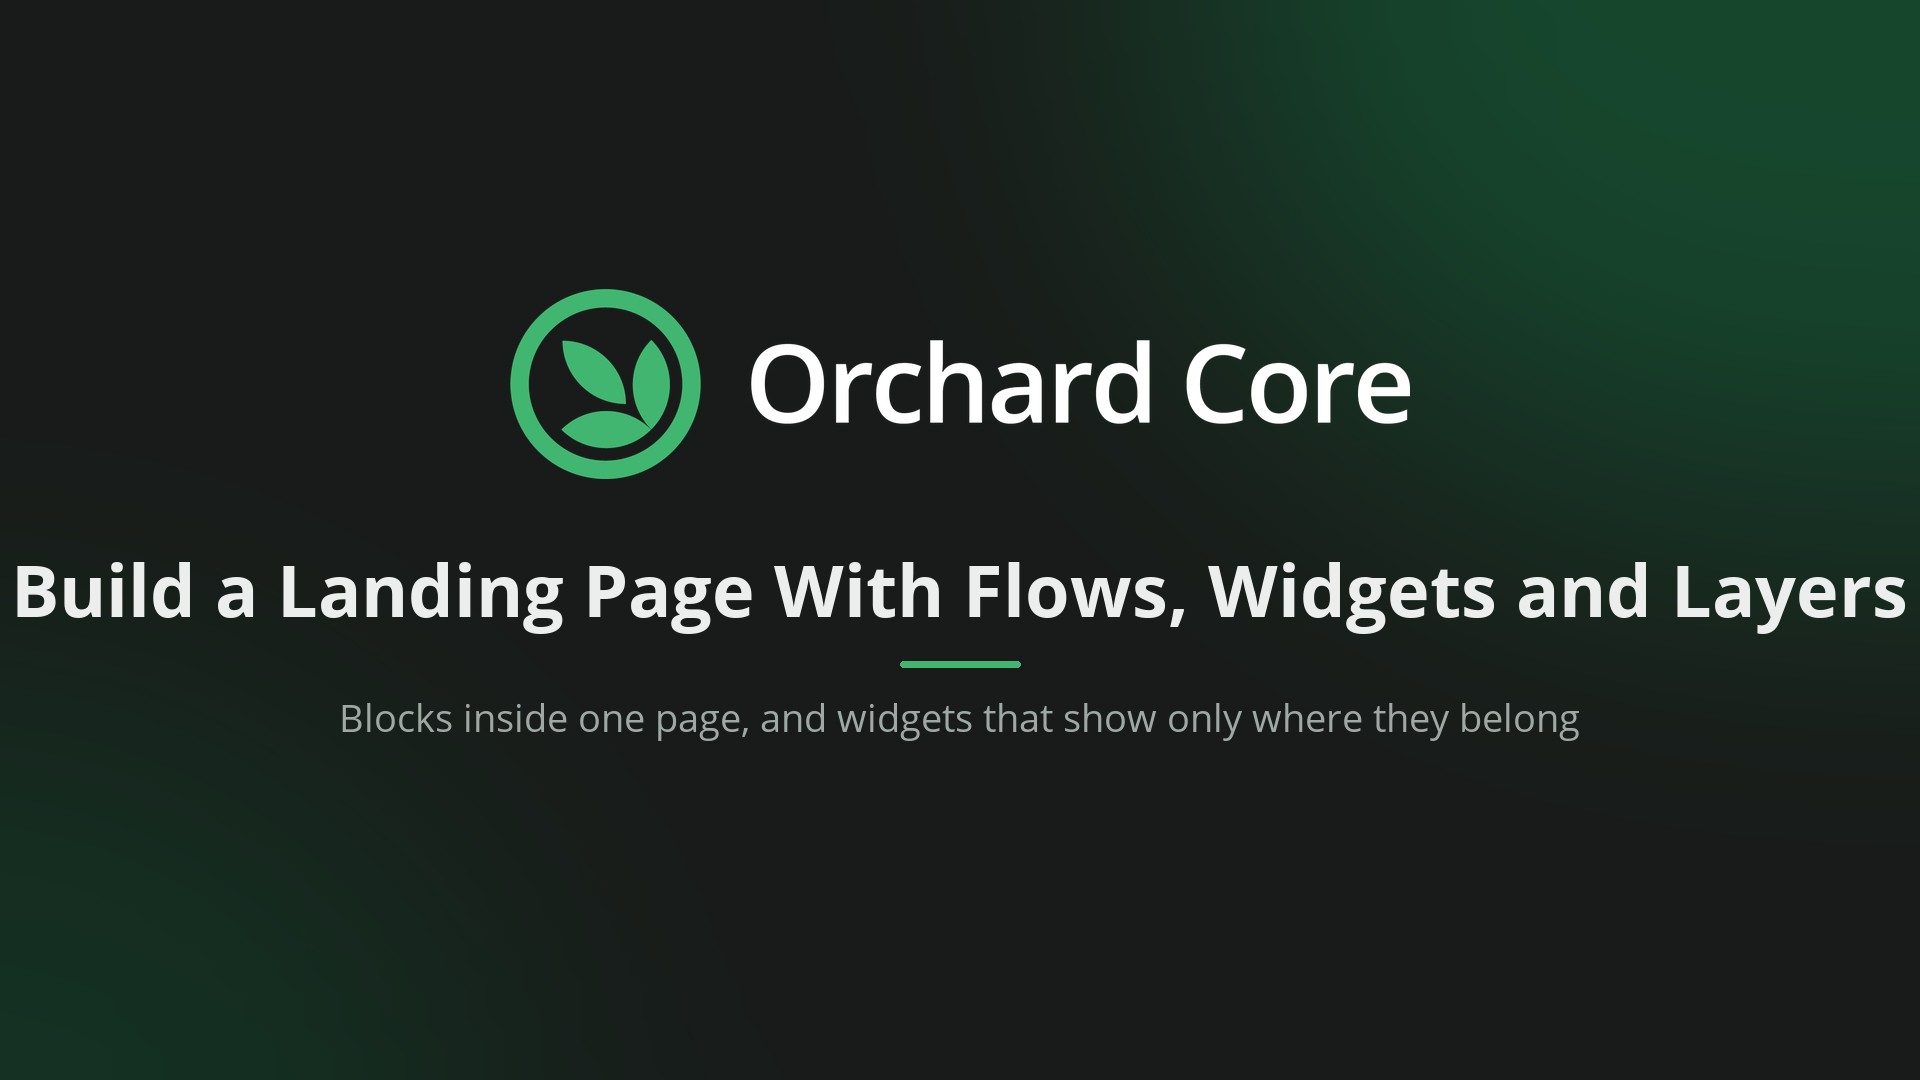 Orchard Core
Build a Landing Page With Flows, Widgets and Layers
Blocks inside one page, and widgets that show only where they belong